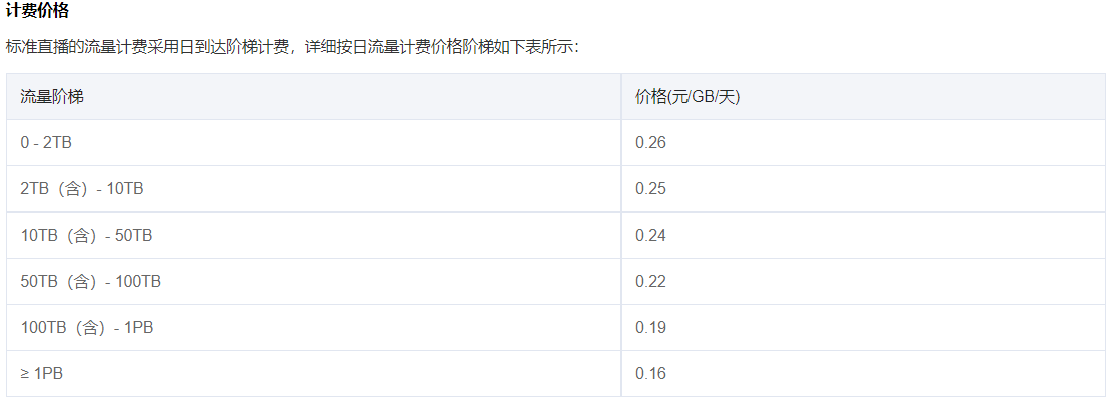 计费价格
标准直播的流量计费采用日到达阶梯计费，详细按日流量计费价格阶梯如下表所示：
流量阶梯 价格(元/GB/天)
0 - 2TB 0.26
2TB（含）- 10TB 0.25
10TB（含）- 50TB 0.24
50TB（含）- 100TB 0.22
100TB（含）- 1PB 0.19
≥ 1PB 0.16